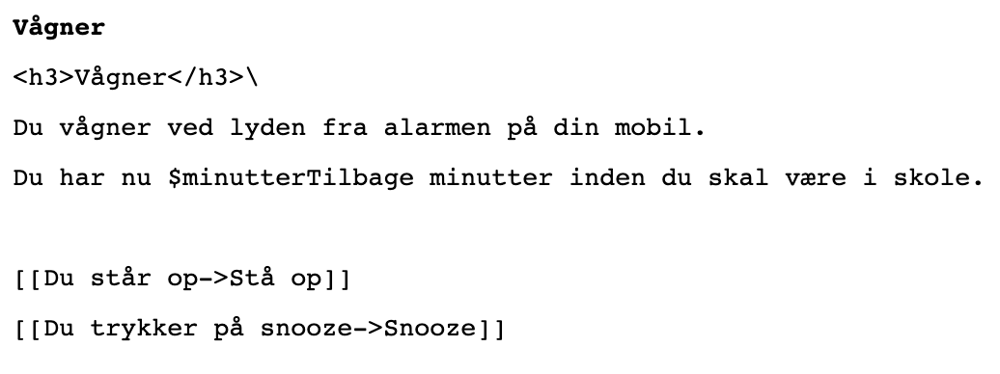 Vågner
<h3>Vågner</h3>\
Du vågner ved lyden fra alarmen på din mobil.
Du har nu $minutterTilbage minutter inden du skal være i skole.
[[Du står op->Stå op]]
[[Du trykker på snooze->Snooze]]